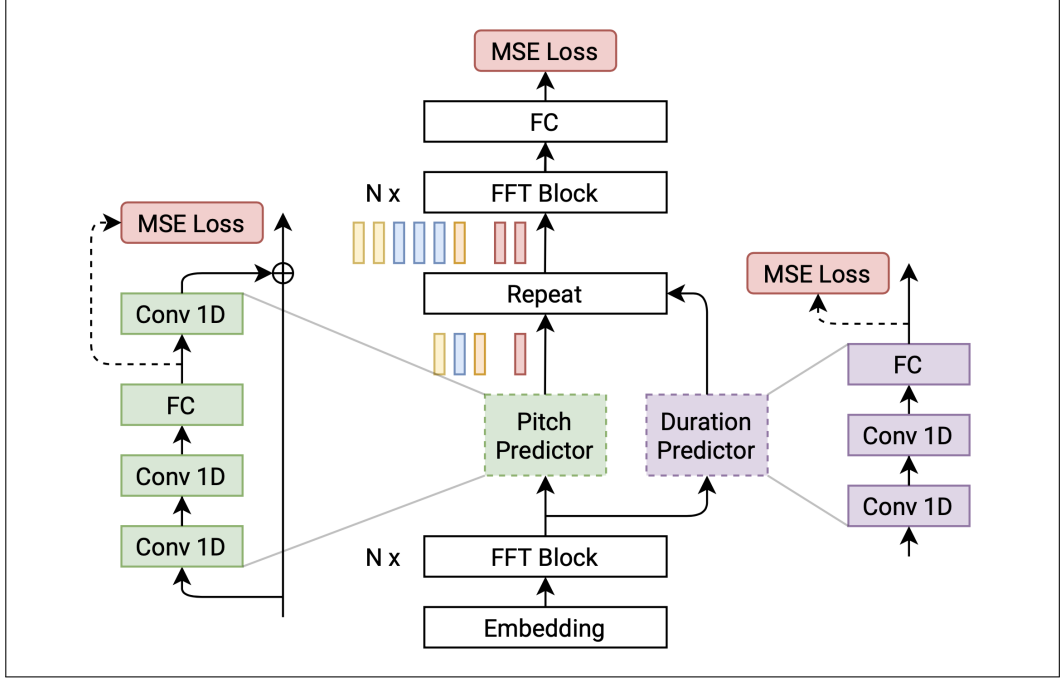 MSE Loss
FC
N x
FFT Block
MSE Loss
MSE Loss
Repeat
Conv 1D
FC
FC
Pitch
Predictor
Duration
Predictor
Conv 1D
Conv 1D
Conv 1D
Conv 1D
N x
FFT Block
Embedding